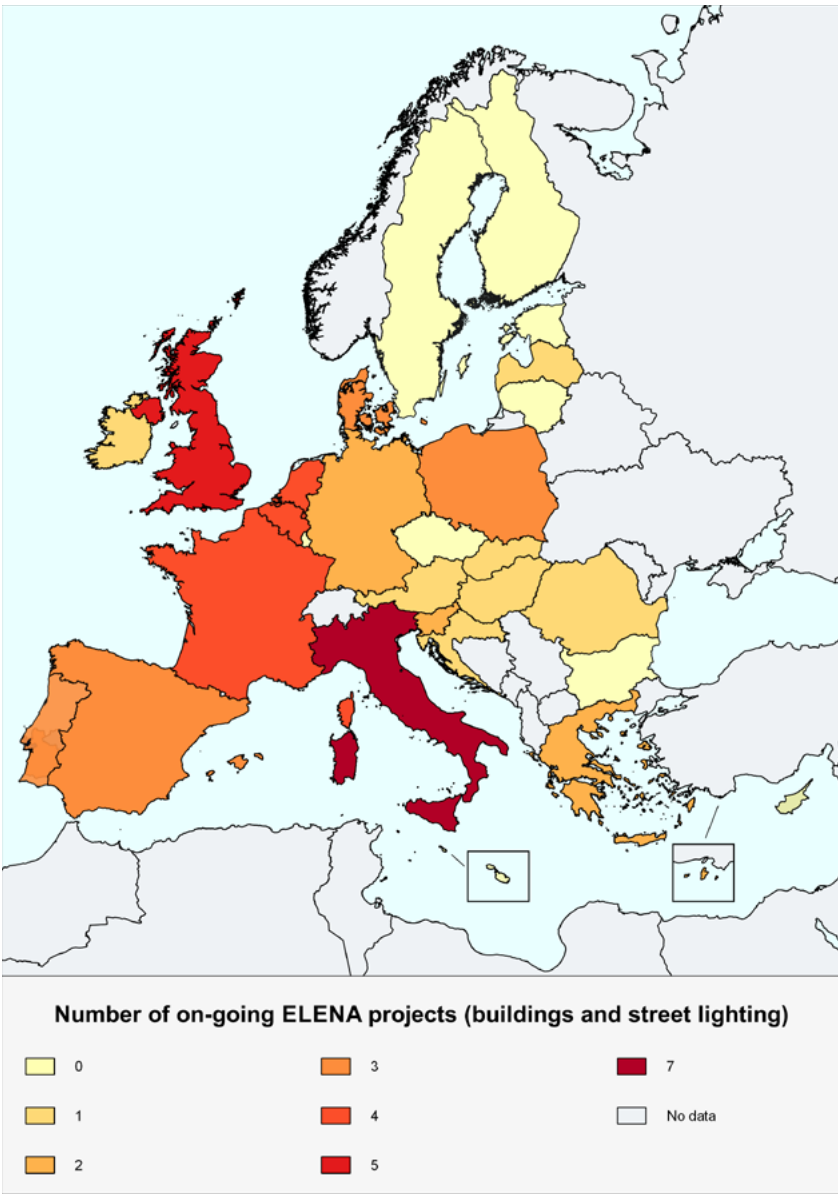 Number of on-going ELENA projects (buildings and street lighting)
0 3 7
1 4 No data
2 5